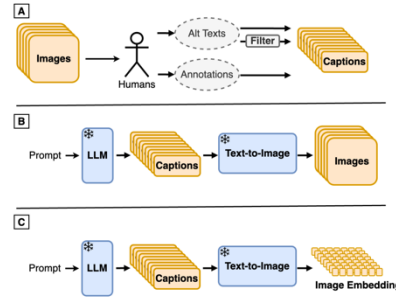 A
Images
Humans
Alt Texts
Filter
Annotations
Captions
B
Prompt
LLM
Captions
Text-to-Image
Images
C
Prompt
LLM
Captions
Text-to-Image
Image Embedding